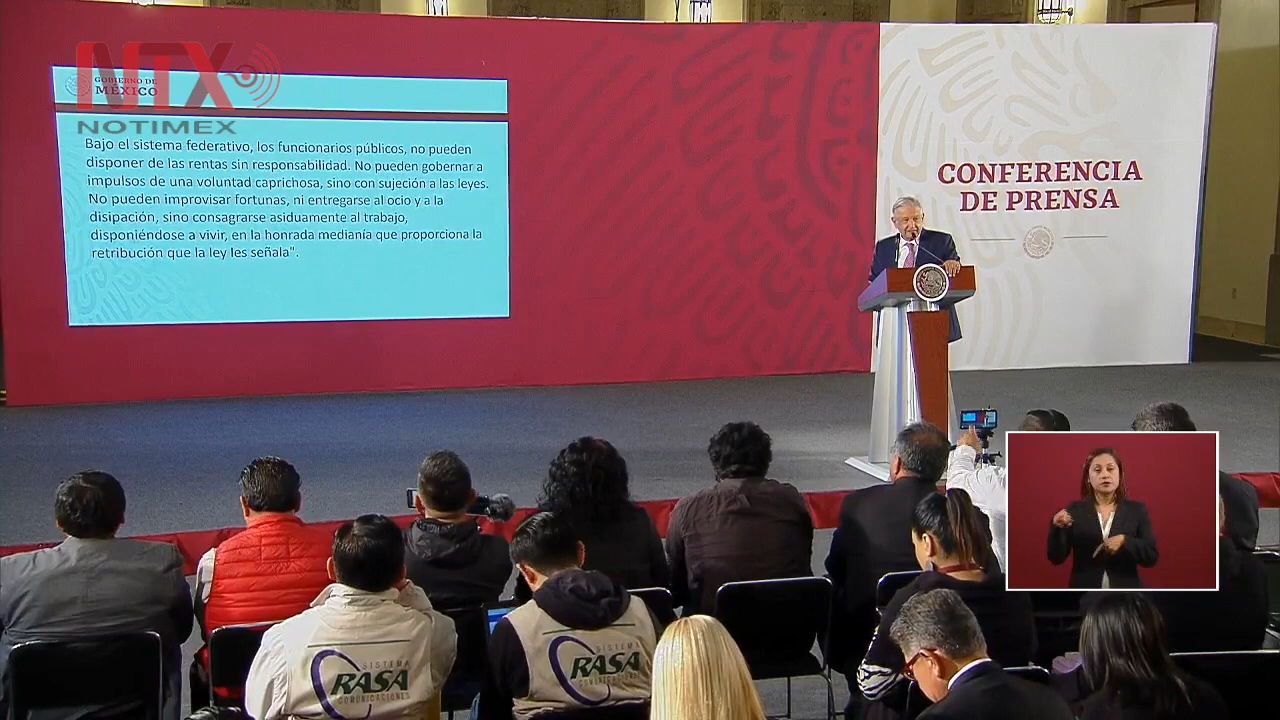 NTX
NOTIMEX
GOBIERNO DE
MÉXICO
Bajo el sistema federativo, los funcionarios públicos, no pueden
disponer de las rentas sin responsabilidad. No pueden gobernar a
impulsos de una voluntad caprichosa, sino con sujeción a las leyes.
No pueden improvisar fortunas, ni entregarse al ocio y a la
disipación, sino consagrarse asiduamente al trabajo,
disponiéndose a vivir, en la honrada medianía que proporciona la
retribución que la ley les señala".
CONFERENCIA
DE PRENSA
SISTEMA
RASA
COMUNICACIONES
SISTEMA
RASA
COMUNICACIONES